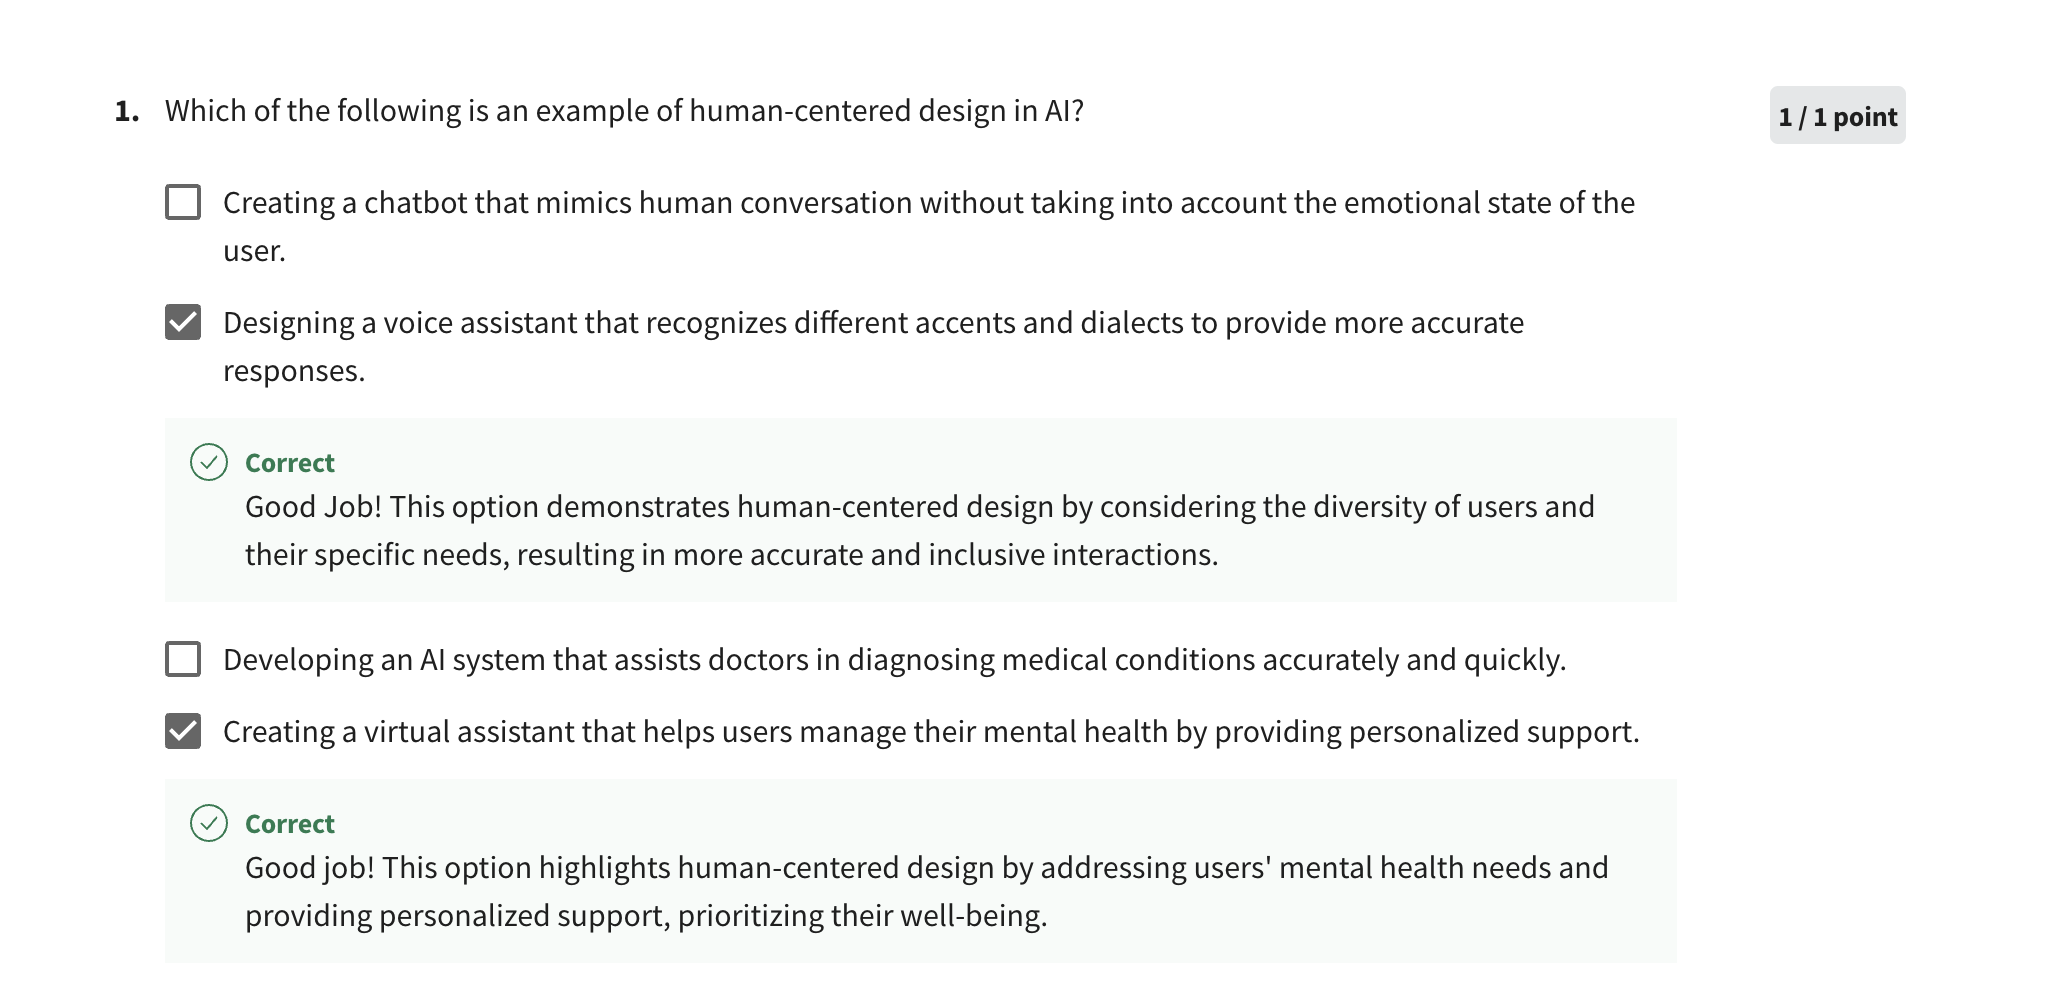 1. Which of the following is an example of human-centered design in AI?
1 / 1 point
Creating a chatbot that mimics human conversation without taking into account the emotional state of the
user.
Designing a voice assistant that recognizes different accents and dialects to provide more accurate
responses.
Correct
Good Job! This option demonstrates human-centered design by considering the diversity of users and
their specific needs, resulting in more accurate and inclusive interactions.
Developing an AI system that assists doctors in diagnosing medical conditions accurately and quickly.
Creating a virtual assistant that helps users manage their mental health by providing personalized support.
Correct
Good job! This option highlights human-centered design by addressing users' mental health needs and
providing personalized support, prioritizing their well-being.